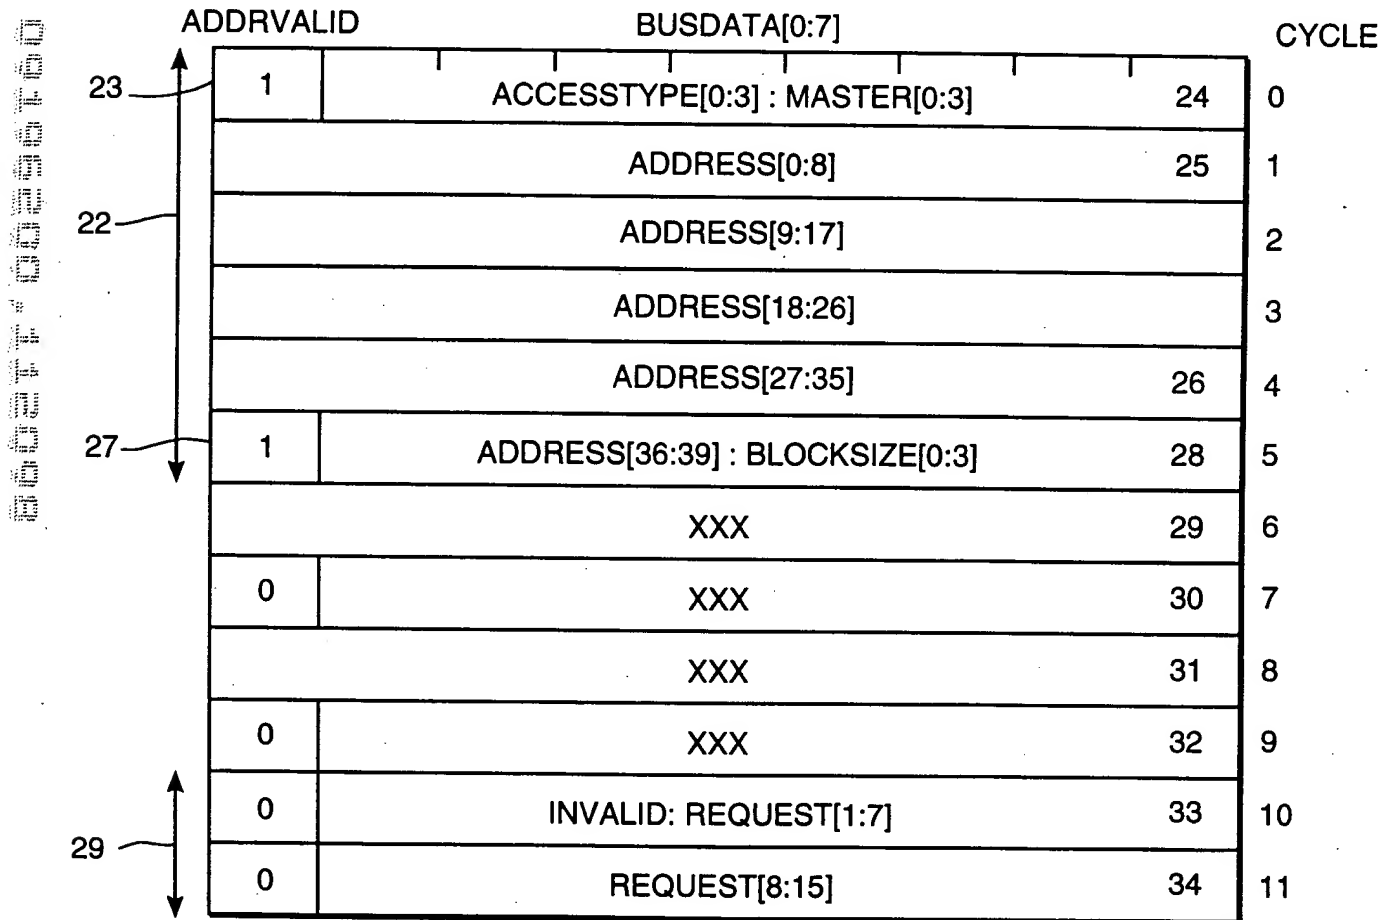 ADDRVALID BUSDATA[0:7] CYCLE
23 1 ACCESSTYPE[0:3] : MASTER[0:3] 24 0
ADDRESS[0:8] 25 1
22 ADDRESS[9:17] 2
ADDRESS[18:26] 3
ADDRESS[27:35] 26 4
27 1 ADDRESS[36:39] : BLOCKSIZE[0:3] 28 5
XXX 29 6
0 XXX 30 7
XXX 31 8
0 XXX 32 9
0 INVALID: REQUEST[1:7] 33 10
29
0 REQUEST[8:15] 34 11